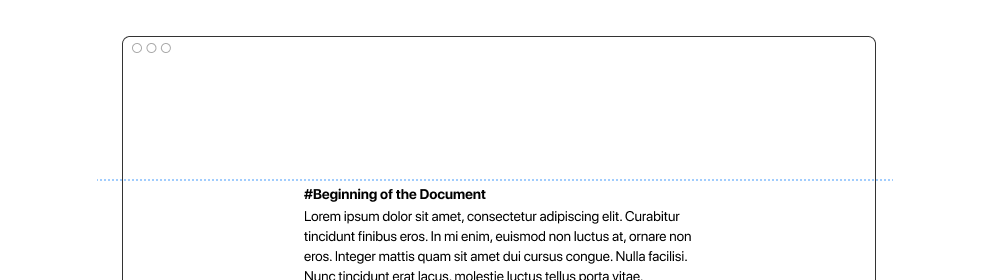 #Beginning of the Document
Lorem ipsum dolor sit amet, consectetur adipiscing elit. Curabitur
tincidunt finibus eros. In mi enim, euismod non luctus at, ornare non
eros. Integer mattis quam sit amet dui cursus congue. Nulla facilisi.
Nunc tincidunt erat lacus, molestie luctus tellus porta vitae.